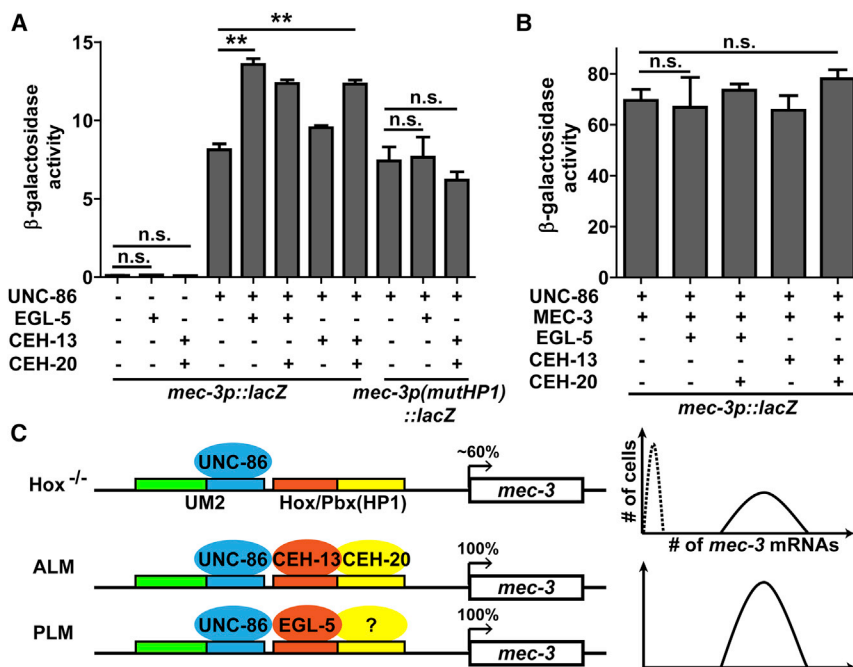 A
β-galactosidase activity
15
10
5
0
n.s.
n.s.
**
**
n.s.
n.s.
UNC-86 - - - + + + + + + + +
EGL-5 - + - - + + - - - + -
CEH-13 - - + - - - + + - - +
CEH-20 - - + - - + - + - - +
mec-3p::lacZ
mec-3p(mutHP1)
::lacZ
B
β-galactosidase activity
80
60
40
20
0
n.s.
n.s.
UNC-86 + + + + +
MEC-3 + + + + +
EGL-5 - + + - -
CEH-13 - - - + +
CEH-20 - - + - +
mec-3p::lacZ
C
Hox -/-
UNC-86
UM2
Hox/Pbx(HP1)
~60%
mec-3
# of cells
# of mec-3 mRNAs
ALM
UNC-86
CEH-13
CEH-20
100%
mec-3
PLM
UNC-86
EGL-5
?
100%
mec-3